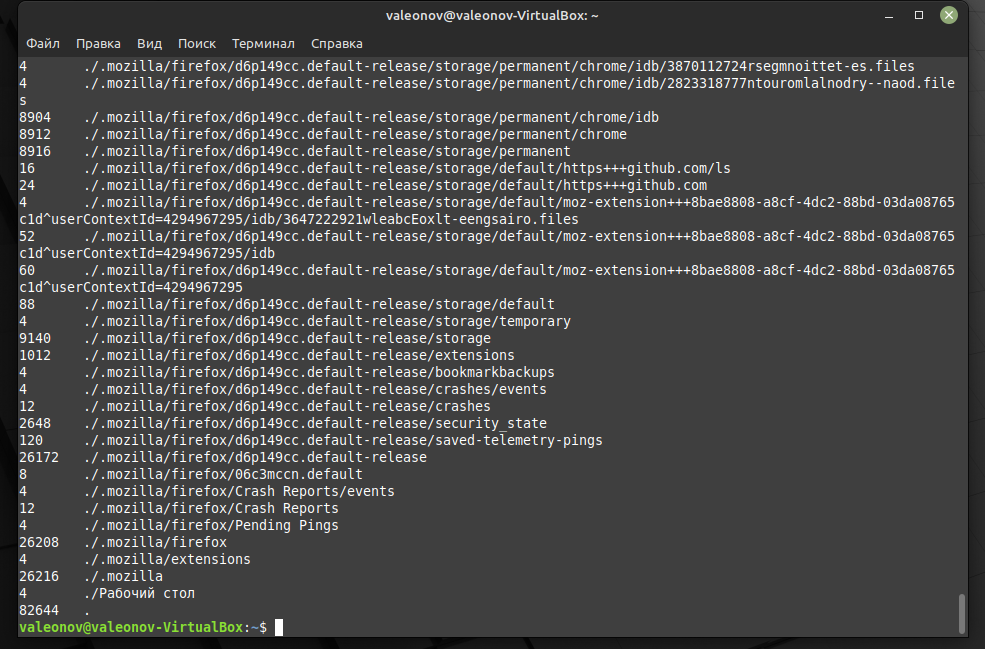 valeonov@valeonov-VirtualBox: ~
Файл Правка Вид Поиск Терминал Справка
4 ./.mozilla/firefox/d6p149cc.default-release/storage/permanent/chrome/idb/3870112724rsegmnoittet-es.files
4 ./.mozilla/firefox/d6p149cc.default-release/storage/permanent/chrome/idb/2823318777ntouromlalnodry--naod.file
s
8904 ./.mozilla/firefox/d6p149cc.default-release/storage/permanent/chrome/idb
8912 ./.mozilla/firefox/d6p149cc.default-release/storage/permanent/chrome
8916 ./.mozilla/firefox/d6p149cc.default-release/storage/permanent
16 ./.mozilla/firefox/d6p149cc.default-release/storage/default/https+++github.com/ls
24 ./.mozilla/firefox/d6p149cc.default-release/storage/default/https+++github.com
4 ./.mozilla/firefox/d6p149cc.default-release/storage/default/moz-extension+++8bae8808-a8cf-4dc2-88bd-03da08765
c1d^userContextId=4294967295/idb/3647222921wleabcEoxlt-eengsairo.files
52 ./.mozilla/firefox/d6p149cc.default-release/storage/default/moz-extension+++8bae8808-a8cf-4dc2-88bd-03da08765
c1d^userContextId=4294967295/idb
60 ./.mozilla/firefox/d6p149cc.default-release/storage/default/moz-extension+++8bae8808-a8cf-4dc2-88bd-03da08765
c1d^userContextId=4294967295
88 ./.mozilla/firefox/d6p149cc.default-release/storage/default
4 ./.mozilla/firefox/d6p149cc.default-release/storage/temporary
9140 ./.mozilla/firefox/d6p149cc.default-release/storage
1012 ./.mozilla/firefox/d6p149cc.default-release/extensions
4 ./.mozilla/firefox/d6p149cc.default-release/bookmarkbackups
4 ./.mozilla/firefox/d6p149cc.default-release/crashes/events
12 ./.mozilla/firefox/d6p149cc.default-release/crashes
2648 ./.mozilla/firefox/d6p149cc.default-release/security_state
120 ./.mozilla/firefox/d6p149cc.default-release/saved-telemetry-pings
26172 ./.mozilla/firefox/d6p149cc.default-release
8 ./.mozilla/firefox/06c3mccn.default
4 ./.mozilla/firefox/Crash Reports/events
12 ./.mozilla/firefox/Crash Reports
4 ./.mozilla/firefox/Pending Pings
26208 ./.mozilla/firefox
4 ./.mozilla/extensions
26216 ./.mozilla
4 ./Рабочий стол
82644 .
valeonov@valeonov-VirtualBox:~$